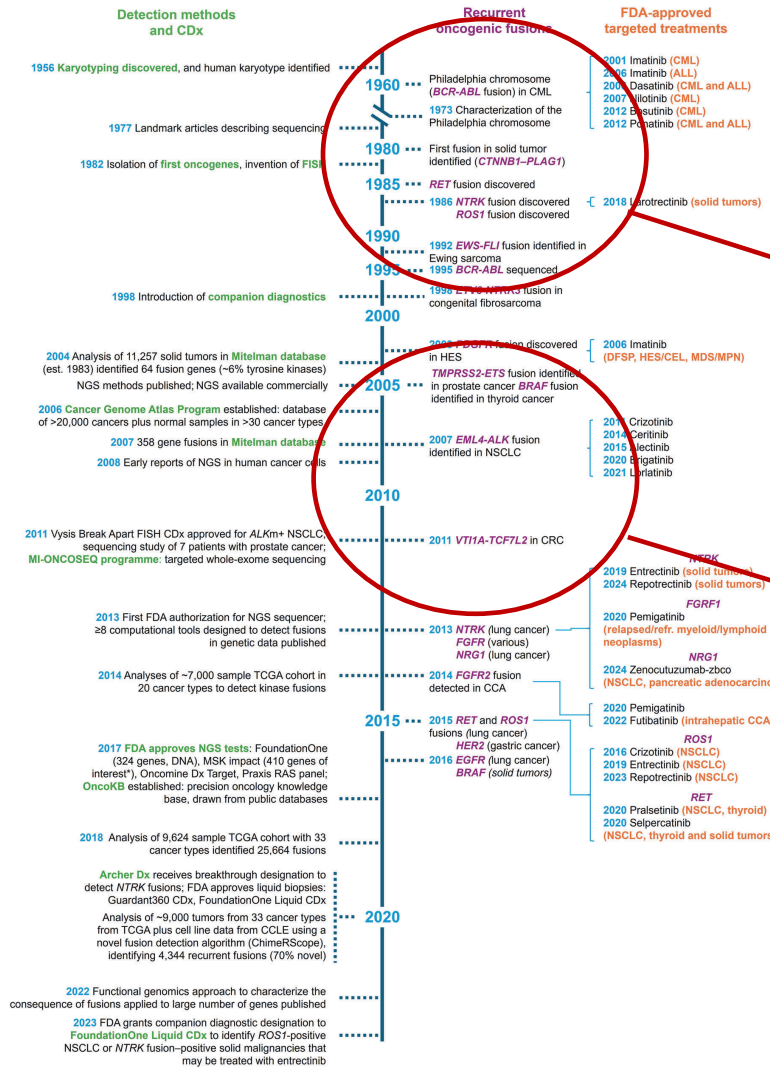 Detection methods
and CDx
Recurrent
oncogenic fusions
FDA-approved
targeted treatments
1956 Karyotyping discovered, and human karyotype identified
1977 Landmark articles describing sequencing
1982 Isolation of first oncogenes, invention of FISH
1998 Introduction of companion diagnostics
2004 Analysis of 11,257 solid tumors in Mitelman database
(est. 1983) identified 64 fusion genes (~6% tyrosine kinases)
NGS methods published; NGS available commercially
2006 Cancer Genome Atlas Program established: database
of >20,000 cancers plus normal samples in >30 cancer types
2007 358 gene fusions in Mitelman database
2008 Early reports of NGS in human cancer cells
2011 Vysis Break Apart FISH CDx approved for ALKm+ NSCLC;
sequencing study of 7 patients with prostate cancer;
MI-ONCOSEQ programme: targeted whole-exome sequencing
2013 First FDA authorization for NGS sequencer;
≥8 computational tools designed to detect fusions
in genetic data published
2014 Analyses of ~7,000 sample TCGA cohort in
20 cancer types to detect kinase fusions
2017 FDA approves NGS tests: FoundationOne
(324 genes, DNA), MSK impact (410 genes of
interest*), Oncomine Dx Target, Praxis RAS panel;
OncoKB established: precision oncology knowledge
base, drawn from public databases
2018 Analysis of 9,624 sample TCGA cohort with 33
cancer types identified 25,664 fusions
Archer Dx receives breakthrough designation to
detect NTRK fusions; FDA approves liquid biopsies:
Guardant360 CDx, FoundationOne Liquid CDx
Analysis of ~9,000 tumors from 33 cancer types
from TCGA plus cell line data from CCLE using a
novel fusion detection algorithm (ChimeRScope),
identifying 4,344 recurrent fusions (70% novel)
2022 Functional genomics approach to characterize the
consequence of fusions applied to large number of genes published
2023 FDA grants companion diagnostic designation to
FoundationOne Liquid CDx to identify ROS1-positive
NSCLC or NTRK fusion–positive solid malignancies that
may be treated with entrectinib
1960
1980
1985
1990
1995
2000
2005
2010
2015
2020
Philadelphia chromosome
(BCR-ABL fusion) in CML
1973 Characterization of the
Philadelphia chromosome
First fusion in solid tumor
identified (CTNNB1–PLAG1)
RET fusion discovered
1986 NTRK fusion discovered
ROS1 fusion discovered
1992 EWS-FLI fusion identified in
Ewing sarcoma
1995 BCR-ABL sequenced
1998 ETV6-NTRK3 fusion in
congenital fibrosarcoma
PDGFR fusion discovered
in HES
TMPRSS2-ETS fusion identified
in prostate cancer BRAF fusion
identified in thyroid cancer
2007 EML4-ALK fusion
identified in NSCLC
2011 VTI1A-TCF7L2 in CRC
2013 NTRK (lung cancer)
FGFR (various)
NRG1 (lung cancer)
2014 FGFR2 fusion
detected in CCA
2015 RET and ROS1
fusions (lung cancer)
HER2 (gastric cancer)
2016 EGFR (lung cancer)
BRAF (solid tumors)
2001 Imatinib (CML)
2006 Imatinib (ALL)
Dasatinib (CML and ALL)
2007 Nilotinib (CML)
2012 Bosutinib (CML)
2012 Ponatinib (CML and ALL)
2018 Larotrectinib (solid tumors)
2006 Imatinib
(DFSP, HES/CEL, MDS/MPN)
2011 Crizotinib
2014 Ceritinib
2015 Alectinib
2020 Brigatinib
2021 Lorlatinib
NTRK
2019 Entrectinib (solid tumors)
2024 Repotrectinib (solid tumors)
FGRF1
2020 Pemigatinib
(relapsed/refr. myeloid/lymphoid
neoplasms)
NRG1
2024 Zenocutuzumab-zbco
(NSCLC, pancreatic adenocarcino
2020 Pemigatinib
2022 Futibatinib (intrahepatic CCA
ROS1
2016 Crizotinib (NSCLC)
2019 Entrectinib (NSCLC)
2023 Repotrectinib (NSCLC)
RET
2020 Pralsetinib (NSCLC, thyroid)
2020 Selpercatinib
(NSCLC, thyroid and solid tumors